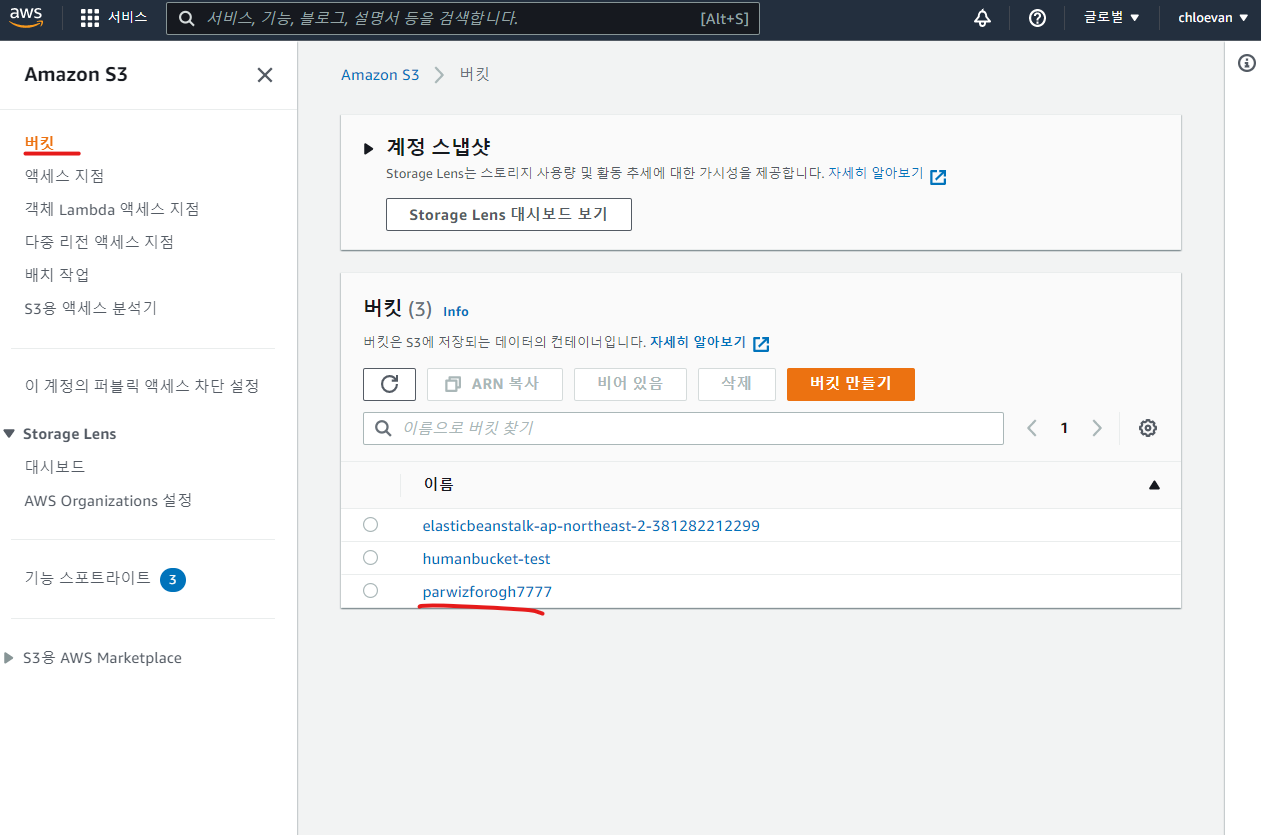 aws
서비스
서비스, 기능, 블로그, 설명서 등을 검색합니다.
[Alt+S]
글로벌
chloevan
Amazon S3
버킷
액세스 지점
객체 Lambda 액세스 지점
다중 리전 액세스 지점
배치 작업
S3용 액세스 분석기
이 계정의 퍼블릭 액세스 차단 설정
Storage Lens
대시보드
AWS Organizations 설정
기능 스포트라이트 3
S3용 AWS Marketplace
Amazon S3 버킷
계정 스냅샷
Storage Lens는 스토리지 사용량 및 활동 추세에 대한 가시성을 제공합니다. 자세히 알아보기
Storage Lens 대시보드 보기
버킷 (3) Info
버킷은 S3에 저장되는 데이터의 컨테이너입니다. 자세히 알아보기
ARN 복사
비어 있음
삭제
버킷 만들기
이름으로 버킷 찾기
1
이름
elasticbeanstalk-ap-northeast-2-381282212299
humanbucket-test
parwizforogh7777